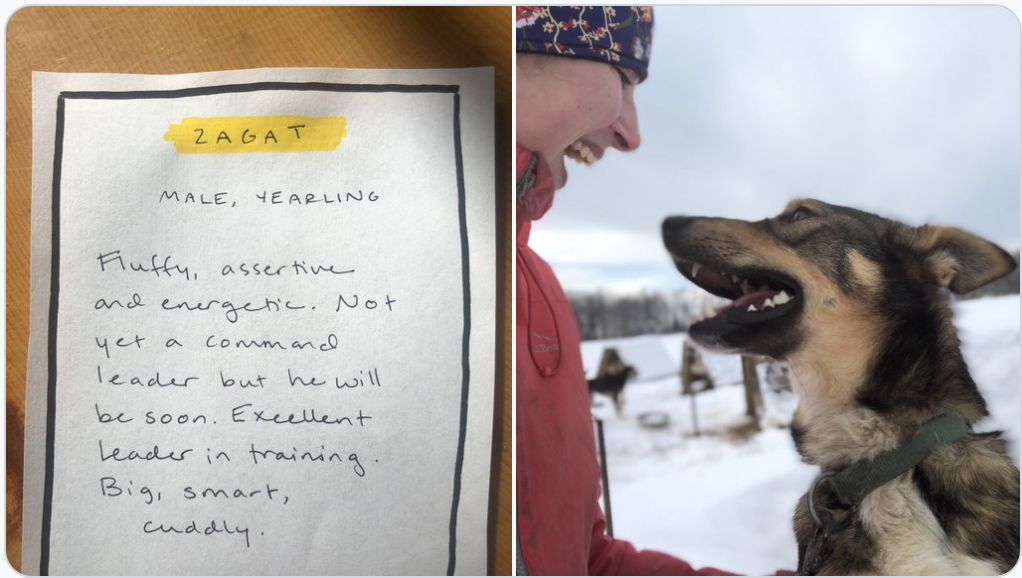 ZAGAT
MALE, YEARLING
Fluffy, assertive
and energetic. Not
yet a command
leader but he will
be soon. Excellent
leader in training.
Big, smart,
cuddly.